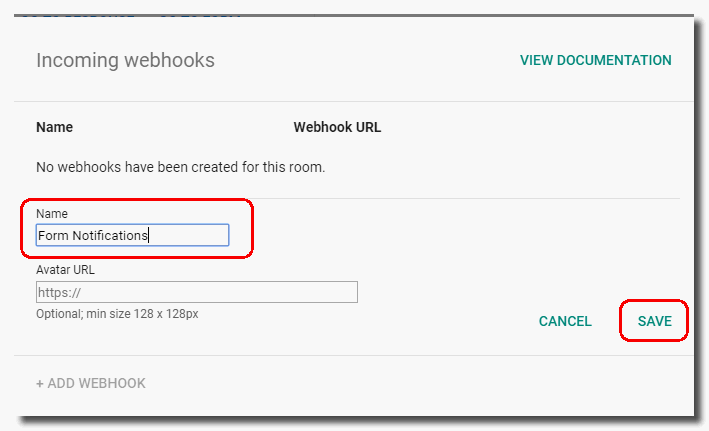 Incoming webhooks
VIEW DOCUMENTATION
Name
Webhook URL
No webhooks have been created for this room.
Name
Form Notifications
Avatar URL
https://
Optional; min size 128 x 128px
CANCEL
SAVE
+ ADD WEBHOOK